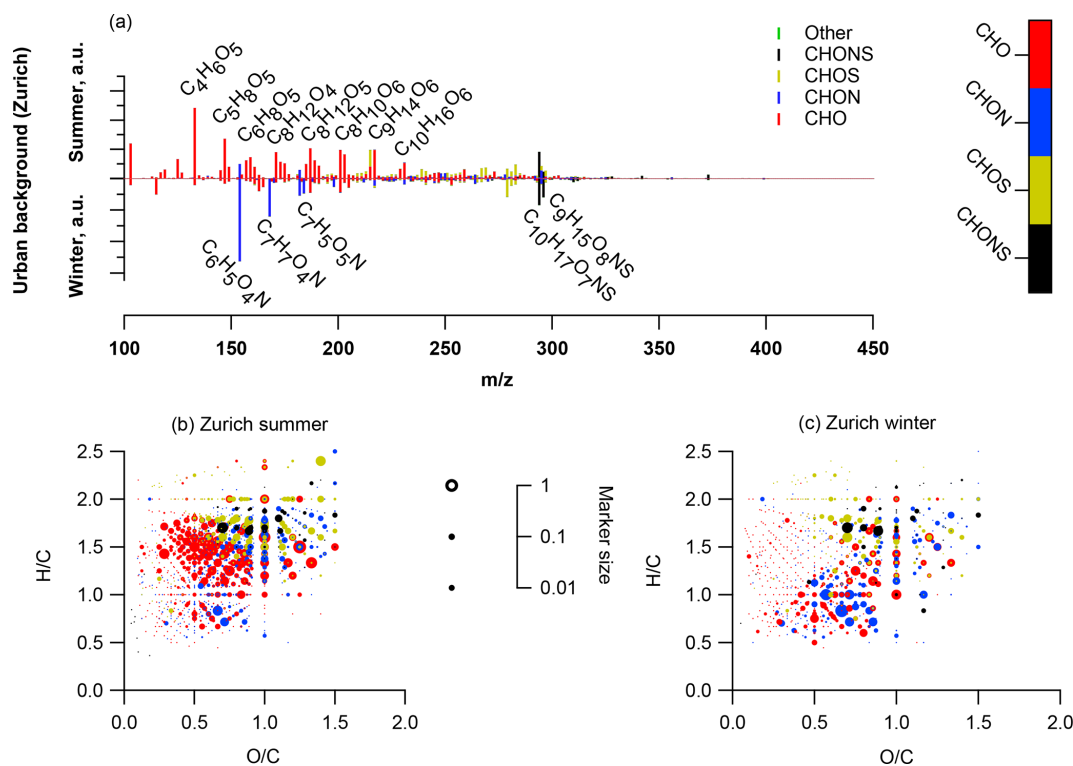 (a)
Urban background (Zurich)
Summer, a.u.
Winter, a.u.
C4H6O5
C5H8O5
C6H8O5
C8H12O4
C8H12O5
C8H10O6
C9H14O6
C10H16O6
C6H5O4N
C7H7O4N
C7H5O5N
C10H17O7NS
C9H15O8NS
Other
CHONS
CHOS
CHON
CHO
100 150 200 250 300 350 400 450
m/z
CHO
CHON
CHOS
CHONS
(b) Zurich summer
H/C
2.5
2.0
1.5
1.0
0.5
0.0
0.0 0.5 1.0 1.5 2.0
O/C
1
0.1
0.01
Marker size
(c) Zurich winter
H/C
2.5
2.0
1.5
1.0
0.5
0.0
0.0 0.5 1.0 1.5 2.0
O/C